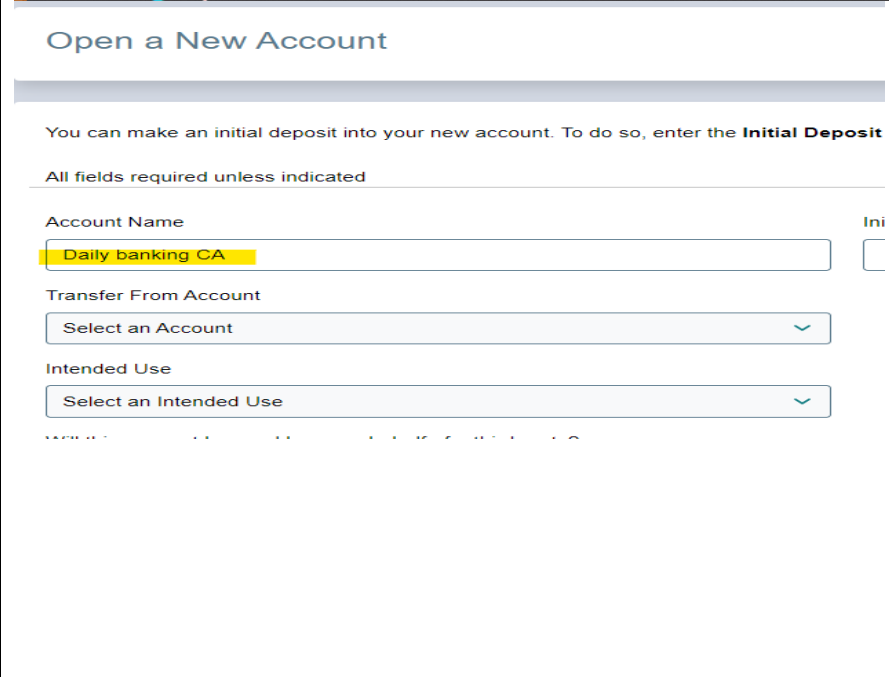 Open a New Account
You can make an initial deposit into your new account. To do so, enter the Initial Deposit
All fields required unless indicated
Account Name
Ini
Daily banking CA
Transfer From Account
Select an Account
Intended Use
Select an Intended Use